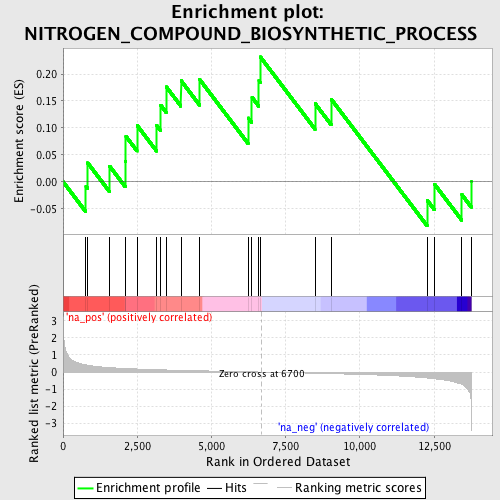 Enrichment plot:
NITROGEN_COMPOUND_BIOSYNTHETIC_PROCESS
Enrichment score (ES)
0.20
0.15
0.10
0.05
0.00
-0.05
'na_pos' (positively correlated)
Ranked list metric (PreRanked)
3
2
1
0
-1
-2
-3
Zero cross at 6700
'na_neg' (negatively correlated)
0 2,500 5,000 7,500 10,000 12,500
Rank in Ordered Dataset
Enrichment profile Hits Ranking metric scores